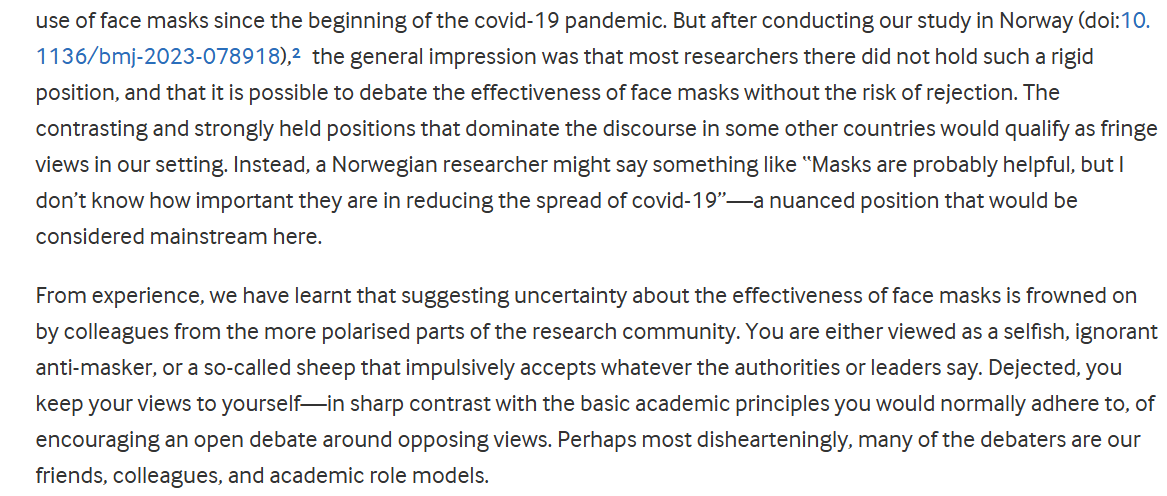 use of face masks since the beginning of the covid-19 pandemic. But after conducting our study in Norway (doi:10.
1136/bmj-2023-078918),² the general impression was that most researchers there did not hold such a rigid
position, and that it is possible to debate the effectiveness of face masks without the risk of rejection. The
contrasting and strongly held positions that dominate the discourse in some other countries would qualify as fringe
views in our setting. Instead, a Norwegian researcher might say something like “Masks are probably helpful, but I
don’t know how important they are in reducing the spread of covid-19”—a nuanced position that would be
considered mainstream here.
From experience, we have learnt that suggesting uncertainty about the effectiveness of face masks is frowned on
by colleagues from the more polarised parts of the research community. You are either viewed as a selfish, ignorant
anti-masker, or a so-called sheep that impulsively accepts whatever the authorities or leaders say. Dejected, you
keep your views to yourself—in sharp contrast with the basic academic principles you would normally adhere to, of
encouraging an open debate around opposing views. Perhaps most dishearteningly, many of the debaters are our
friends, colleagues, and academic role models.